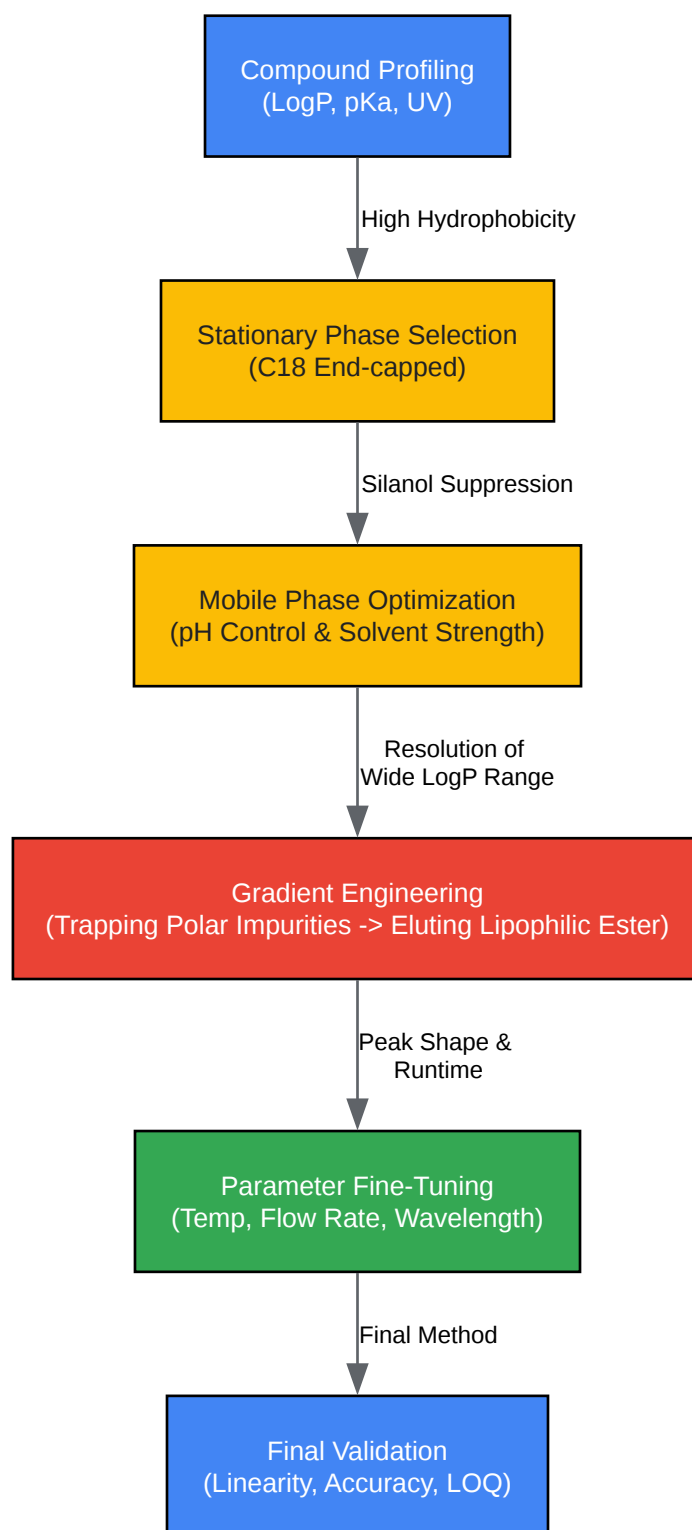 Compound Profiling
(LogP, pKa, UV)
High Hydrophobicity
Stationary Phase Selection
(C18 End-capped)
Silanol Suppression
Mobile Phase Optimization
(pH Control & Solvent Strength)
Resolution of
Wide LogP Range
Gradient Engineering
(Trapping Polar Impurities -> Eluting Lipophilic Ester)
Peak Shape &
Runtime
Parameter Fine-Tuning
(Temp, Flow Rate, Wavelength)
Final Method
Final Validation
(Linearity, Accuracy, LOQ)